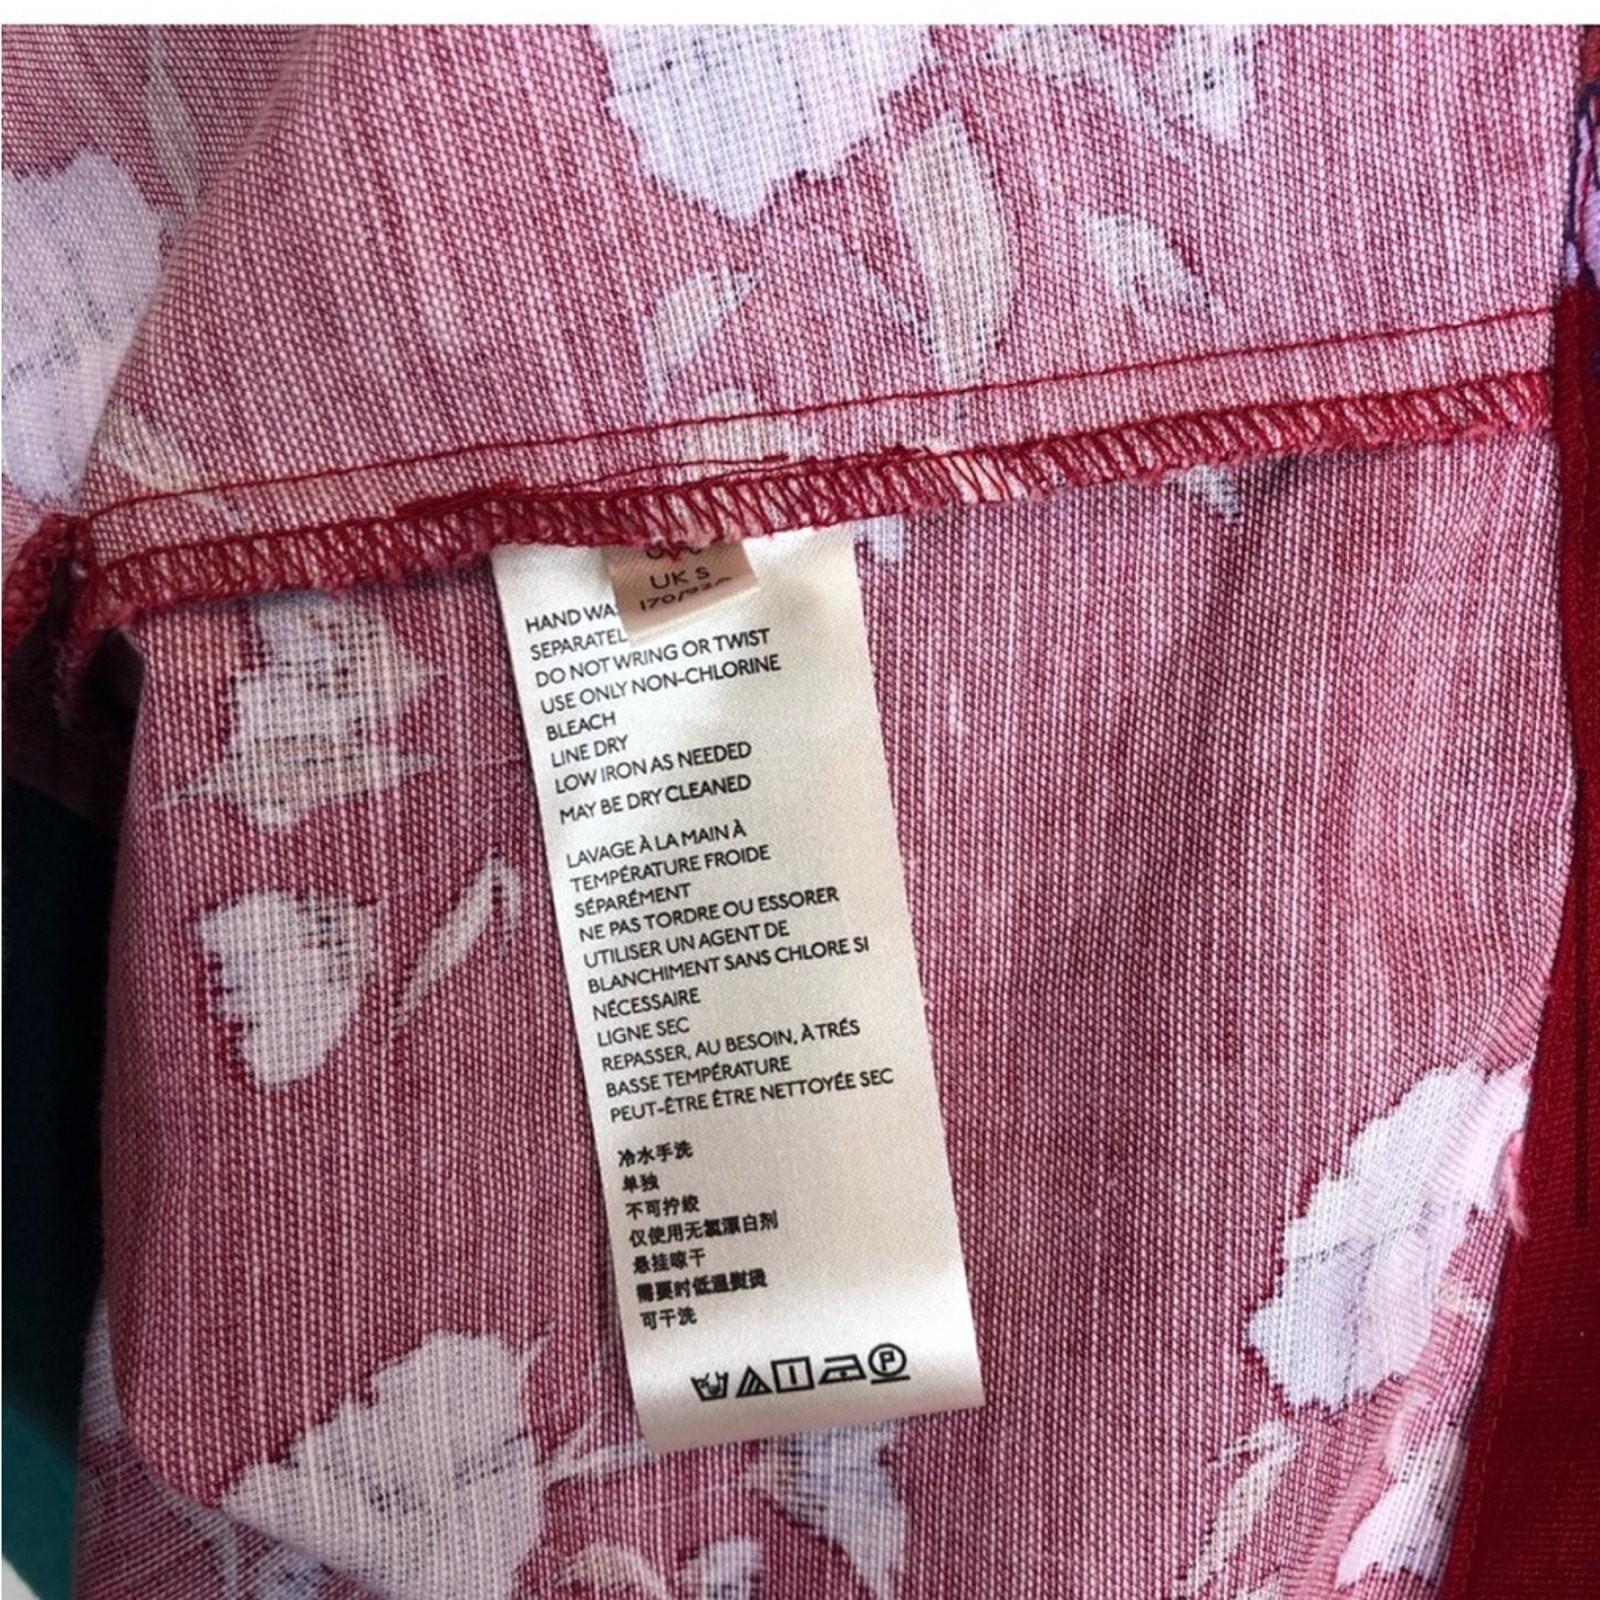 UK S
HAND
SEPARATEL
DO NOT WRING OR TWIST
USE ONLY NON-CHLORINE
BLEACH
LINE DRY
LOW IRON AS NEEDED
MAY BE DRY CLEANED
LAVAGE À LA MAIN À
TEMPÉRATURE FROIDE
SÉPARÉMENT
NE PAS TORDRE OU ESSORER
UTILISER UN AGENT DE
BLANCHIMENT SANS CHLORE SI
NÉCESSAIRE
LIGNE SEC
REPASSER, AU BESOIN, À TRÉS
BASSE TEMPÉRATURE
PEUT-ÊTRE ÊTRE NETTOYÉE SEC
冷水手洗
单独
不可拧绞
仅使用无氯漂白剂
悬挂晾干
需要时低温熨烫
可干洗
P